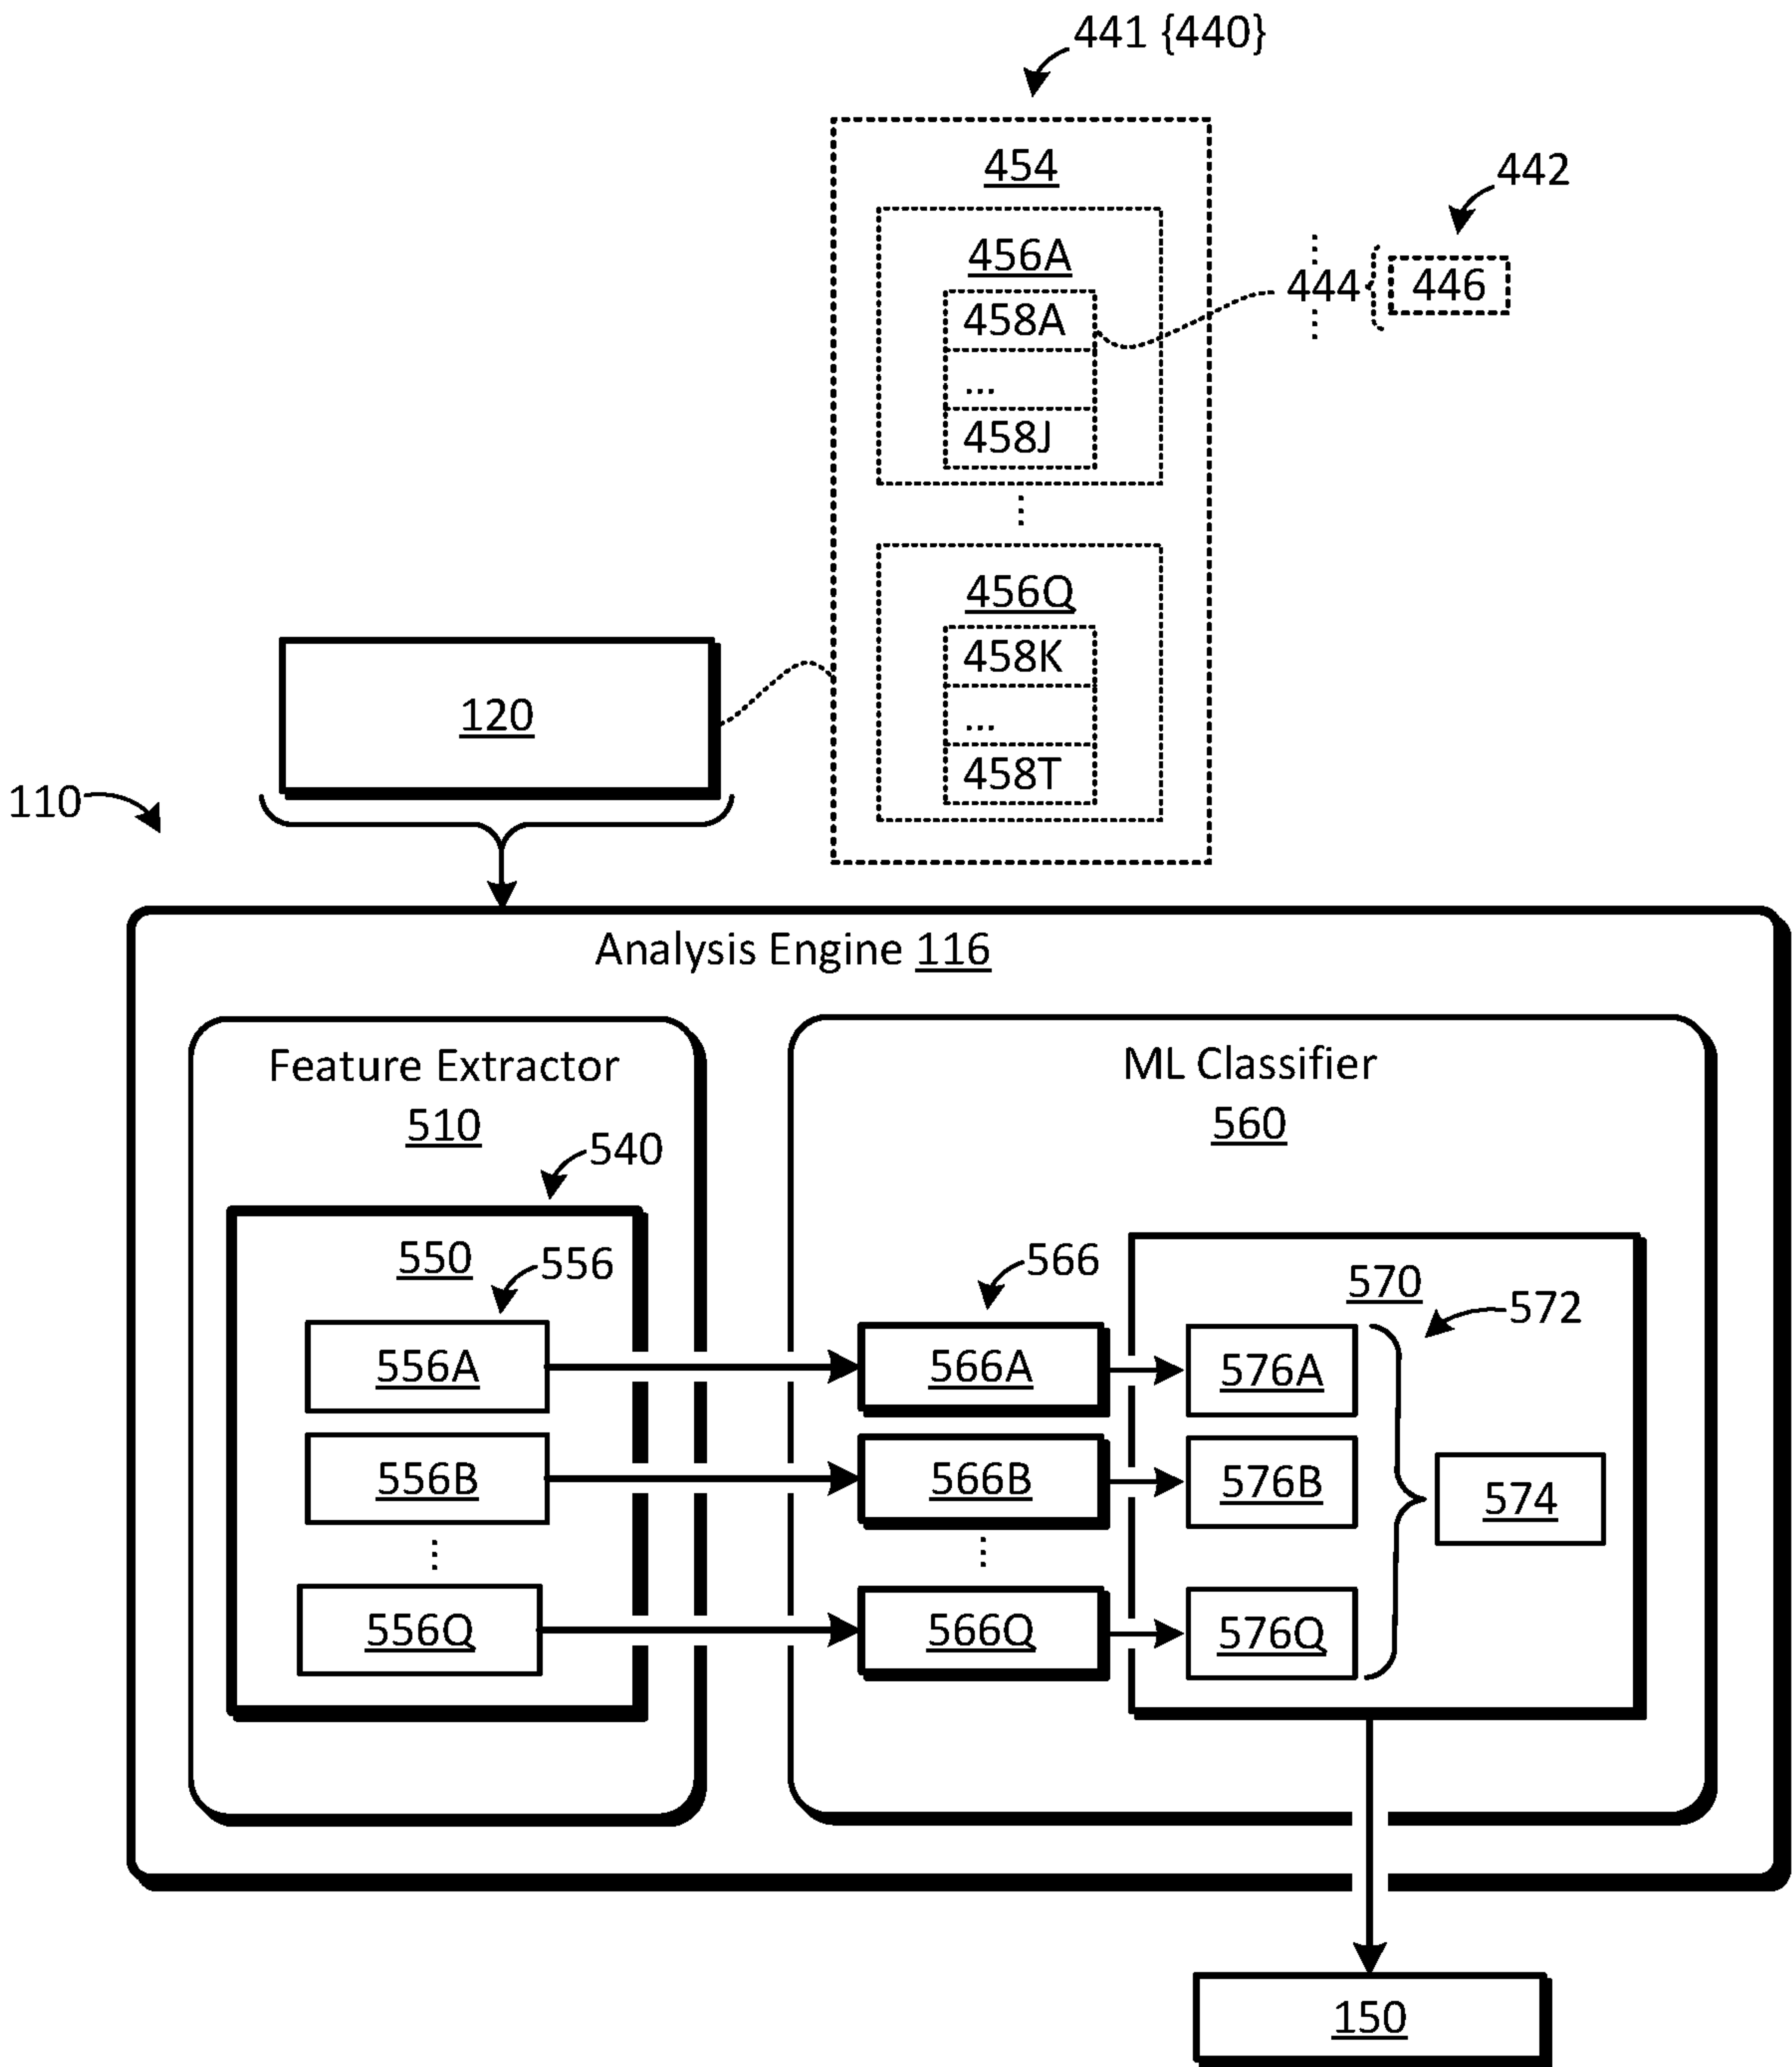 441 {440}
454
442
456A
444
446
458A
...
458J
456Q
458K
...
458T
120
110
Analysis Engine 116
Feature Extractor
510
540
550
556
556A
556B
556Q
ML Classifier
560
566
570
572
566A
576A
566B
576B
574
566Q
576Q
150